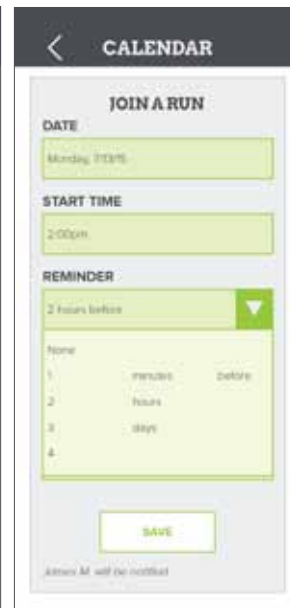 CALENDAR
JOIN A RUN
DATE
Monday, 7/13/15
START TIME
2:00pm
REMINDER
2 hours before
None
1 minutes before
2 hours
3 days
4
SAVE
James M. will be notified